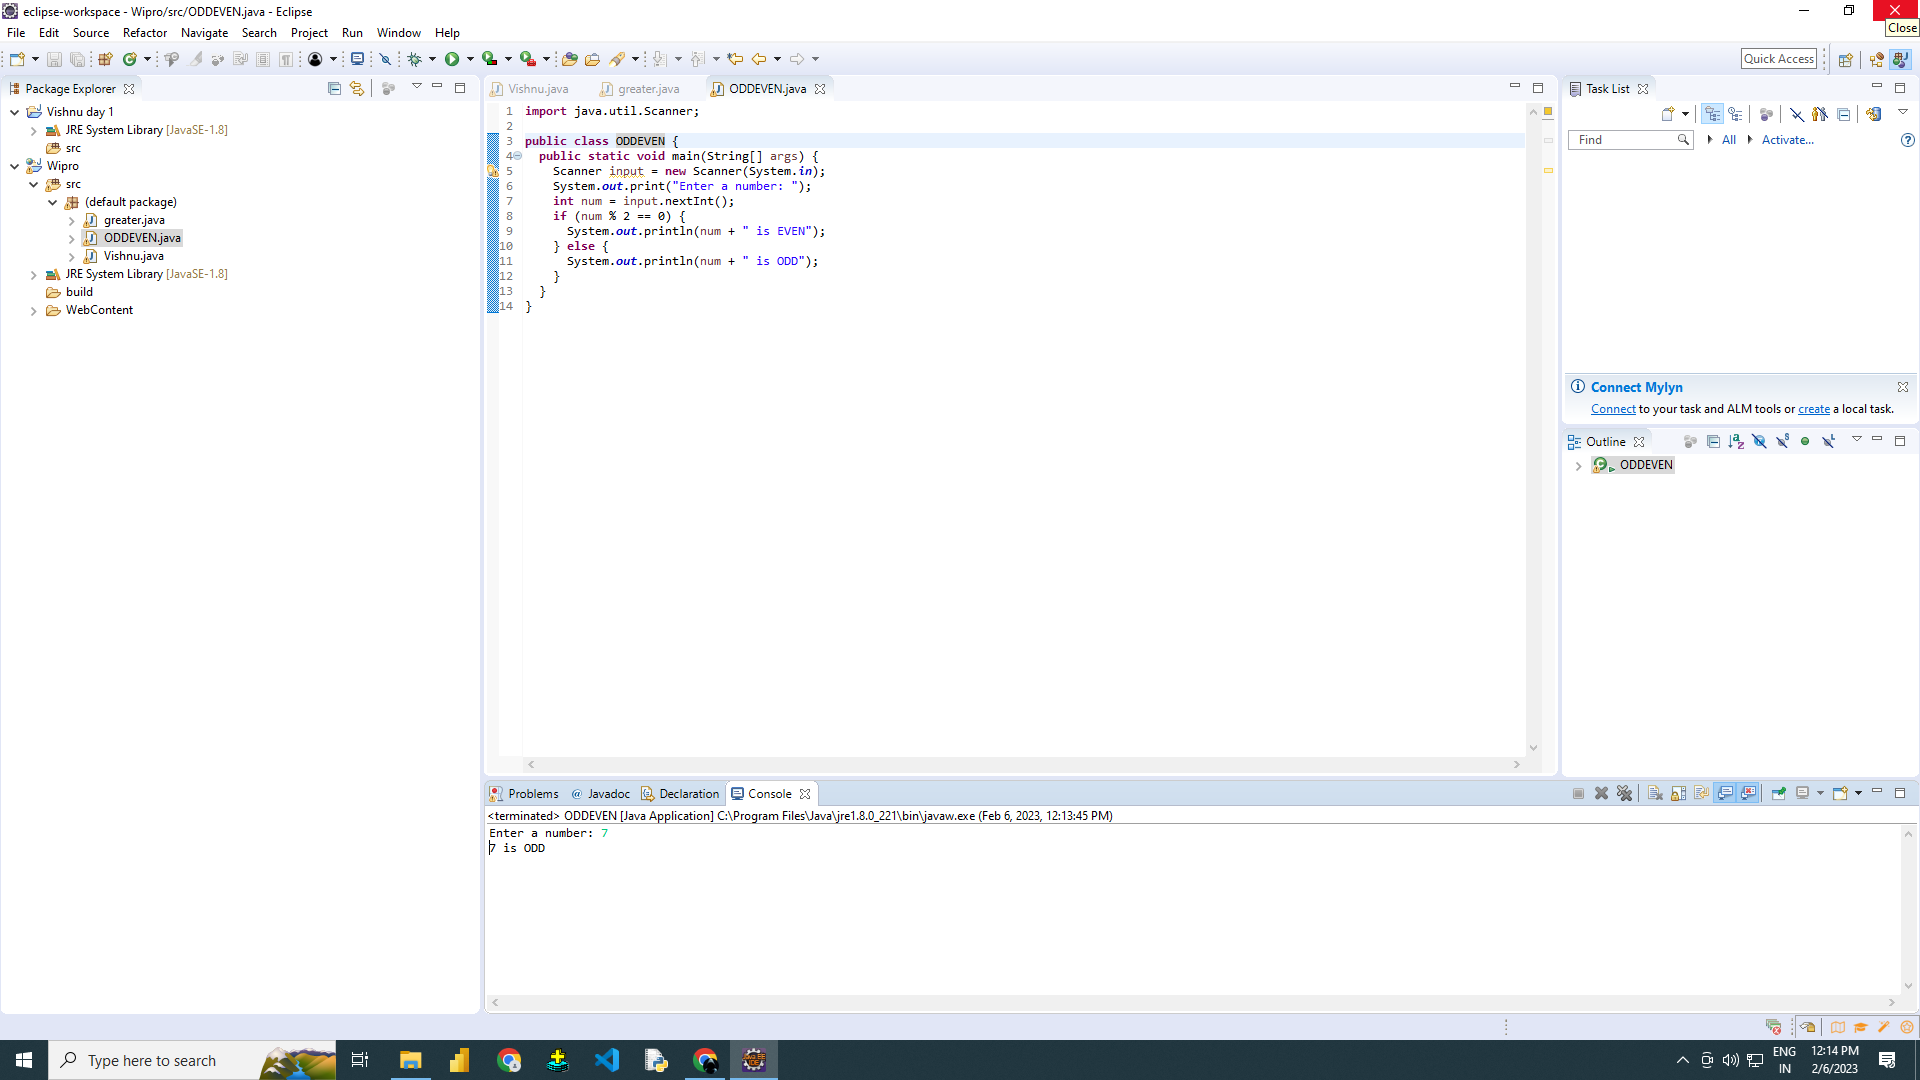 eclipse-workspace - Wipro/src/ODDEVEN.java - Eclipse
Close
File Edit Source Refactor Navigate Search Project Run Window Help
Quick Access
Package Explorer
Vishnu day 1
JRE System Library [JavaSE-1.8]
src
Wipro
src
(default package)
greater.java
ODDEVEN.java
Vishnu.java
JRE System Library [JavaSE-1.8]
build
WebContent
Vishnu.java greater.java ODDEVEN.java
1 import java.util.Scanner;
2
3 public class ODDEVEN {
4 public static void main(String[] args) {
5 Scanner input = new Scanner(System.in);
6 System.out.print("Enter a number: ");
7 int num = input.nextInt();
8 if (num % 2 == 0) {
9 System.out.println(num + " is EVEN");
10 } else {
11 System.out.println(num + " is ODD");
12 }
13 }
14 }
Task List
Find All Activate...
Connect Mylyn
Connect to your task and ALM tools or create a local task.
Outline
ODDEVEN
Problems @ Javadoc Declaration Console
<terminated> ODDEVEN [Java Application] C:\Program Files\Java\jre1.8.0_221\bin\javaw.exe (Feb 6, 2023, 12:13:45 PM)
Enter a number: 7
7 is ODD
Type here to search
ENG
IN
12:14 PM
2/6/2023